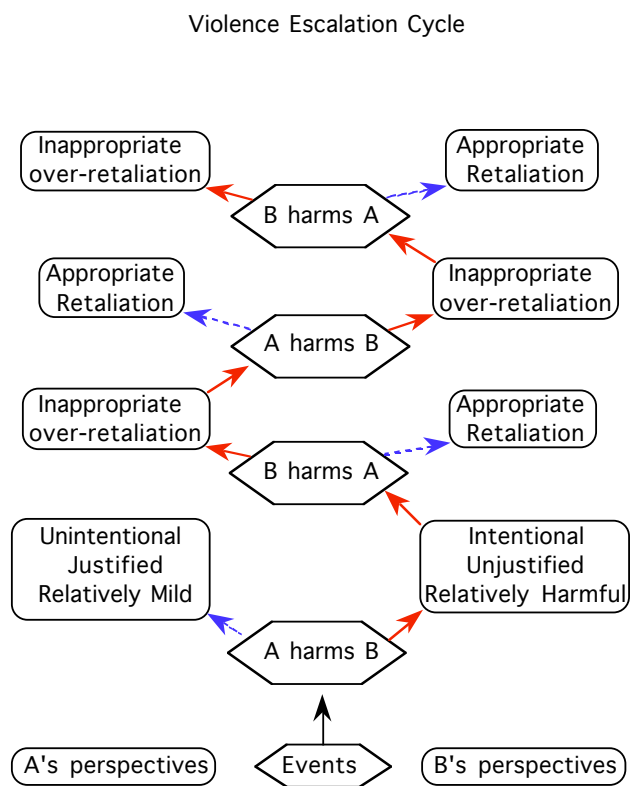 Violence Escalation Cycle
Inappropriate
over-retaliation
Appropriate
Retaliation
B harms A
Appropriate
Retaliation
Inappropriate
over-retaliation
A harms B
Inappropriate
over-retaliation
Appropriate
Retaliation
B harms A
Unintentional
Justified
Relatively Mild
Intentional
Unjustified
Relatively Harmful
A harms B
A's perspectives
Events
B's perspectives